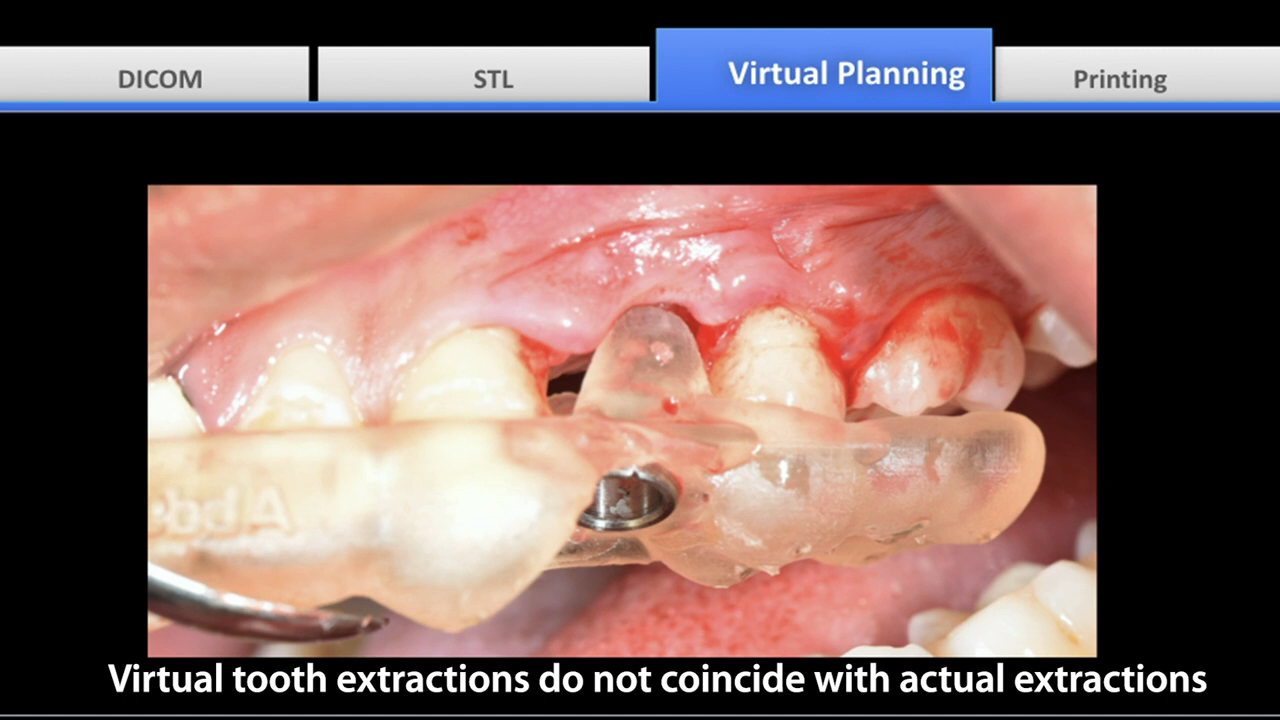 DICOM
STL
Virtual Planning
Printing
Virtual tooth extractions do not coincide with actual extractions